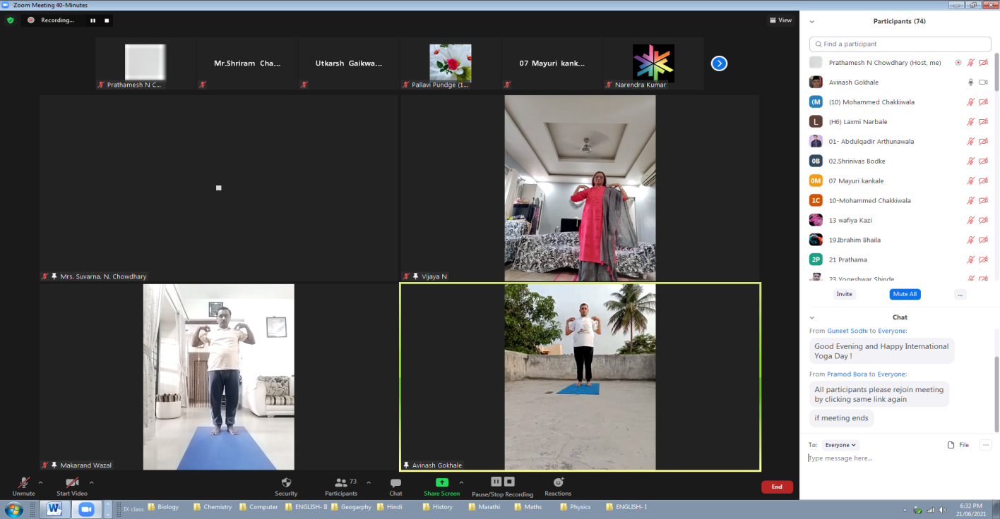 Zoom Meeting 40-Minutes
Recording...
View
Prathamesh N C...
Mr.Shriram Cha...
Utkarsh Gaikwa...
Pallavi Pundge (1...
07 Mayuri kank...
Narendra Kumar
Mrs. Suvarna. N. Chowdhary
Vijaya N
Makarand Wazal
Avinash Gokhale
Participants (74)
Find a participant
Prathamesh N Chowdhary (Host, me)
Avinash Gokhale
(M (10) Mohammed Chakkiwala
L (H6) Laxmi Narbale
01- Abdulqadir Arthunawala
0B 02.Shrinivas Bodke
0M 07 Mayuri kankale
1C 10-Mohammed Chakkiwala
13 wafiya Kazi
19.Ibrahim Bhaila
2P 21 Prathama
23 Yogeshwar Shinde
Invite Mute All ...
Chat
From Guneet Sodhi to Everyone:
Good Evening and Happy International
Yoga Day !
From Pramod Bora to Everyone:
All participants please rejoin meeting
by clicking same link again
if meeting ends
To: Everyone File ...
Type message here...
Unmute Start Video Security Participants 73 Chat Share Screen Pause/Stop Recording Reactions End
IX class Biology Chemistry Computer ENGLISH- II Geogarphy Hindi History Marathi Maths Physics ENGLISH- I
6:32 PM
21/06/2021